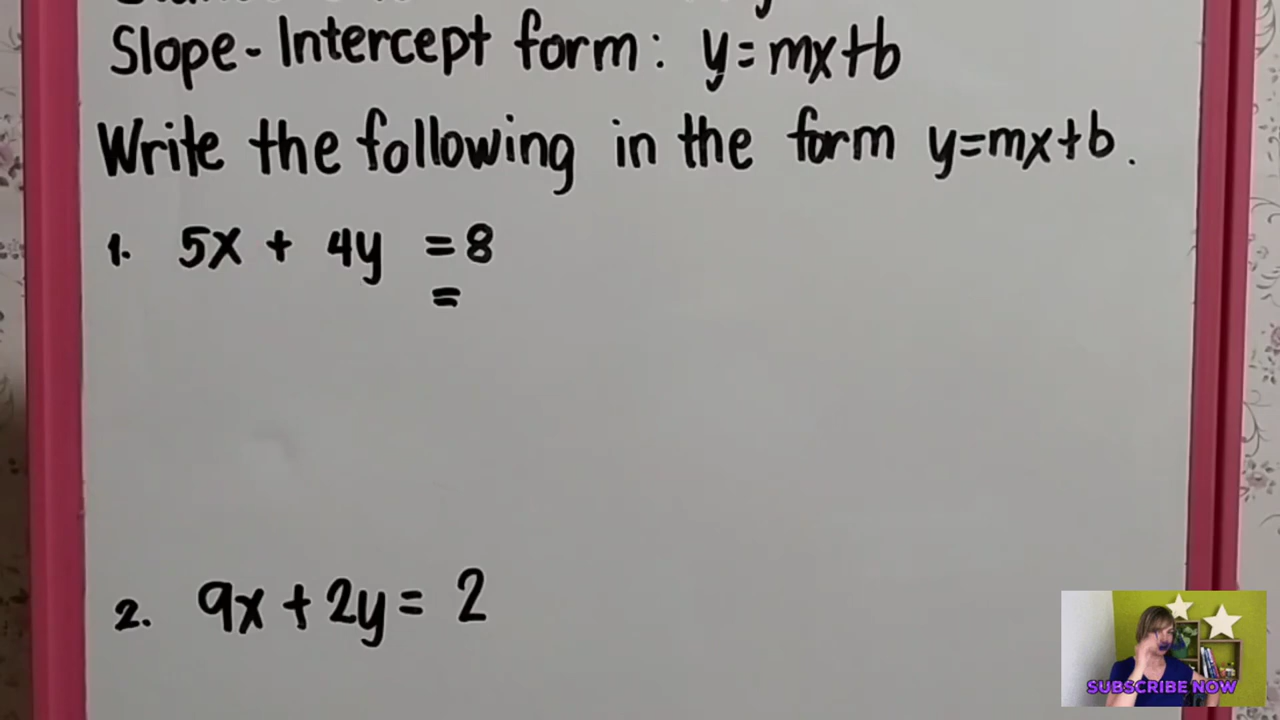 Slope-Intercept form: y=mx+b
Write the following in the form y=mx+b.
1. 5x + 4y = 8
=
2. 9x + 2y = 2
SUBSCRIBE NOW